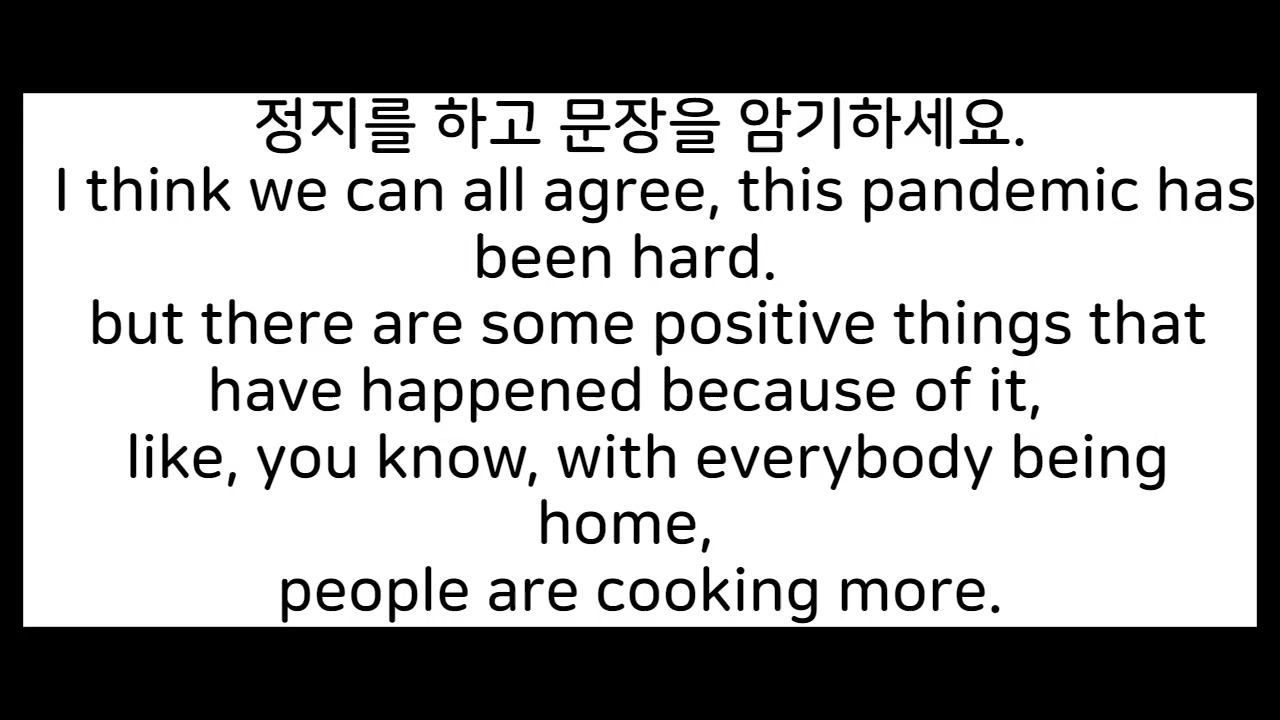 정지를 하고 문장을 암기하세요.
I think we can all agree, this pandemic has
been hard.
but there are some positive things that
have happened because of it,
like, you know, with everybody being
home,
people are cooking more.